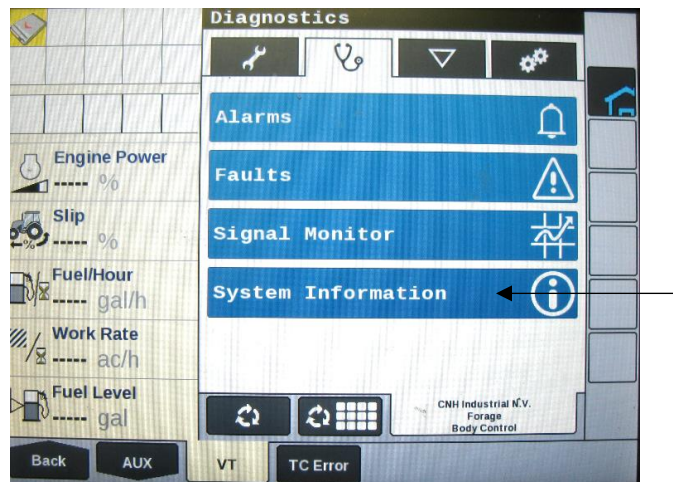 Diagnostics
Alarms
Faults
Signal Monitor
System Information
Engine Power
----- %
Slip
----- %
Fuel/Hour
----- gal/h
Work Rate
----- ac/h
Fuel Level
----- gal
CNH Industrial N.V.
Forage
Body Control
Back
AUX
VT
TC Error